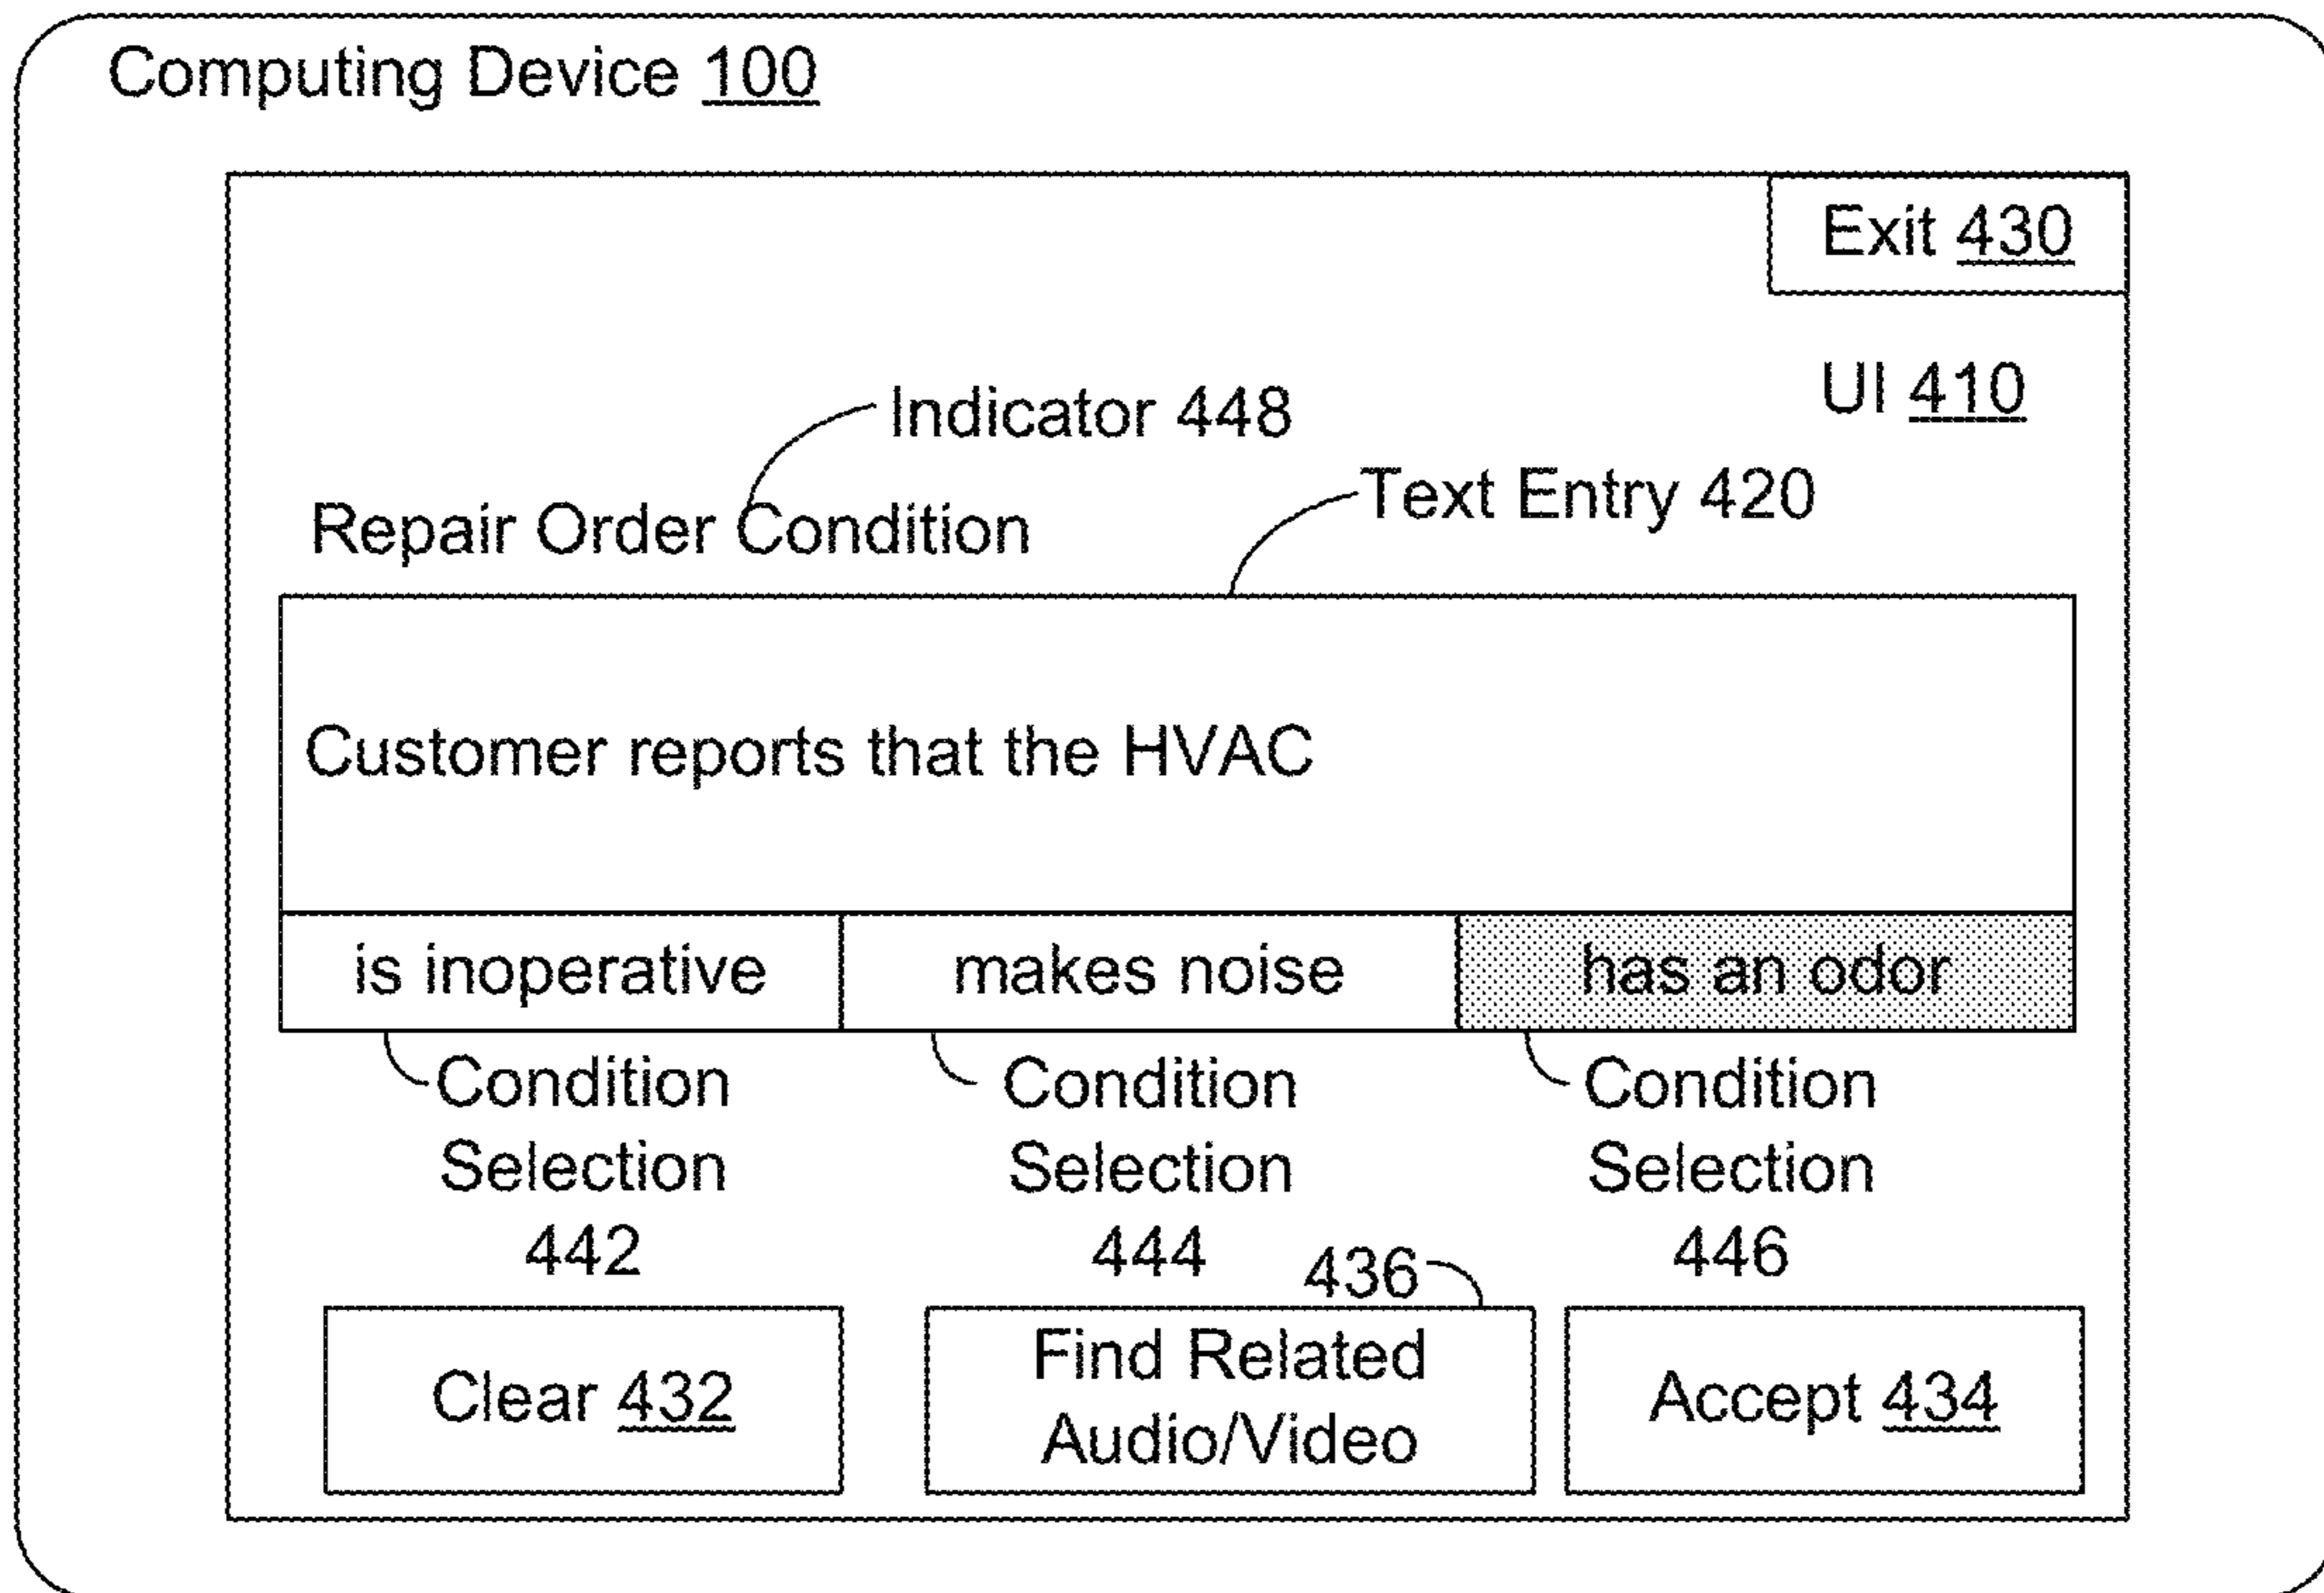 Computing Device 100
Exit 430
UI 410
Indicator 448
Text Entry 420
Repair Order Condition
Customer reports that the HVAC
is inoperative
makes noise
has an odor
Condition
Selection
442
Condition
Selection
444
Condition
Selection
446
436
Clear 432
Find Related
Audio/Video
Accept 434